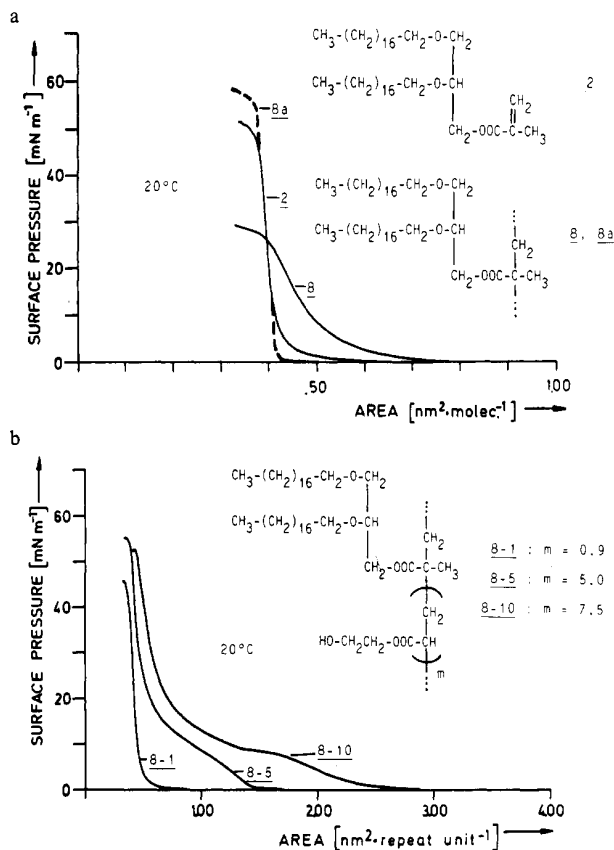 a
SURFACE PRESSURE [mN m⁻¹]
60
40
20
0
20°C
8a
2
8
CH₃-(CH₂)₁₆-CH₂-O-CH₂
CH₃-(CH₂)₁₆-CH₂-O-CH
CH₂
CH₂-OOC-C-CH₃
2
CH₃-(CH₂)₁₆-CH₂-O-CH₂
CH₃-(CH₂)₁₆-CH₂-O-CH
CH₂
CH₂-OOC-C-CH₃
8, 8a
.50
1.00
AREA [nm²·molec.⁻¹]
b
SURFACE PRESSURE [mN m⁻¹]
60
40
20
0
20°C
CH₃-(CH₂)₁₆-CH₂-O-CH₂
CH₃-(CH₂)₁₆-CH₂-O-CH
CH₂
CH₂-OOC-C-CH₃
CH₂
HO-CH₂CH₂-OOC-CH
m
8-1 : m = 0.9
8-5 : m = 5.0
8-10 : m = 7.5
8-1
8-5
8-10
1.00
2.00
3.00
4.00
AREA [nm²·repeat unit⁻¹]